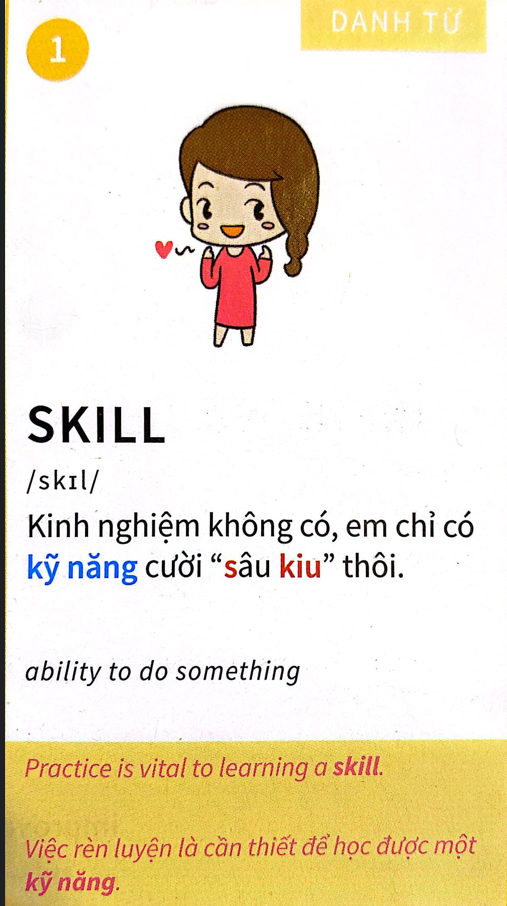 DANH TỪ
1
SKILL
/skɪl/
Kinh nghiệm không có, em chỉ có
kỹ năng cười “sâu kiu” thôi.
ability to do something
Practice is vital to learning a skill.
Việc rèn luyện là cần thiết để học được một
kỹ năng.